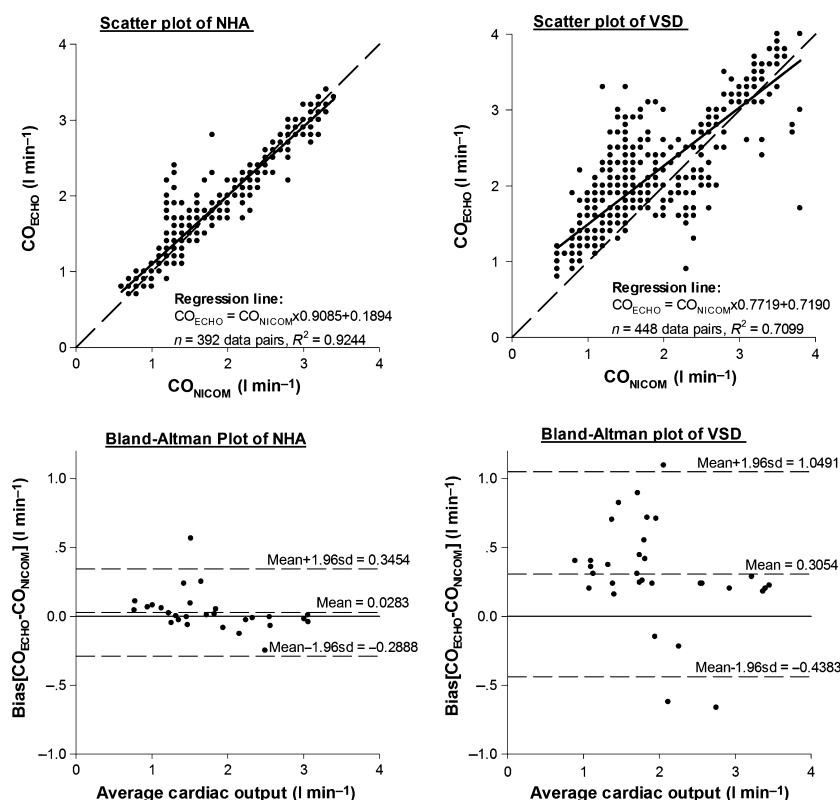 Scatter plot of NHA
4
3
2
1
0
CO_ECHO (l min⁻¹)
Regression line:
CO_ECHO = CO_NICOM x0.9085+0.1894
n = 392 data pairs, R² = 0.9244
0 1 2 3 4
CO_NICOM (l min⁻¹)
Scatter plot of VSD
4
3
2
1
0
CO_ECHO (l min⁻¹)
Regression line:
CO_ECHO = CO_NICOM x0.7719+0.7190
n = 448 data pairs, R² = 0.7099
0 1 2 3 4
CO_NICOM (l min⁻¹)
Bland-Altman Plot of NHA
1.0
.5
0.0
–.5
–1.0
Bias[CO_ECHO-CO_NICOM] (l min⁻¹)
Mean+1.96sd = 0.3454
Mean = 0.0283
Mean–1.96sd = –0.2888
0 1 2 3 4
Average cardiac output (l min⁻¹)
Bland-Altman plot of VSD
1.0
.5
0.0
–.5
–1.0
Bias[CO_ECHO-CO_NICOM] (l min⁻¹)
Mean+1.96sd = 1.0491
Mean = 0.3054
Mean-1.96sd = –0.4383
0 1 2 3 4
Average cardiac output (l min⁻¹)